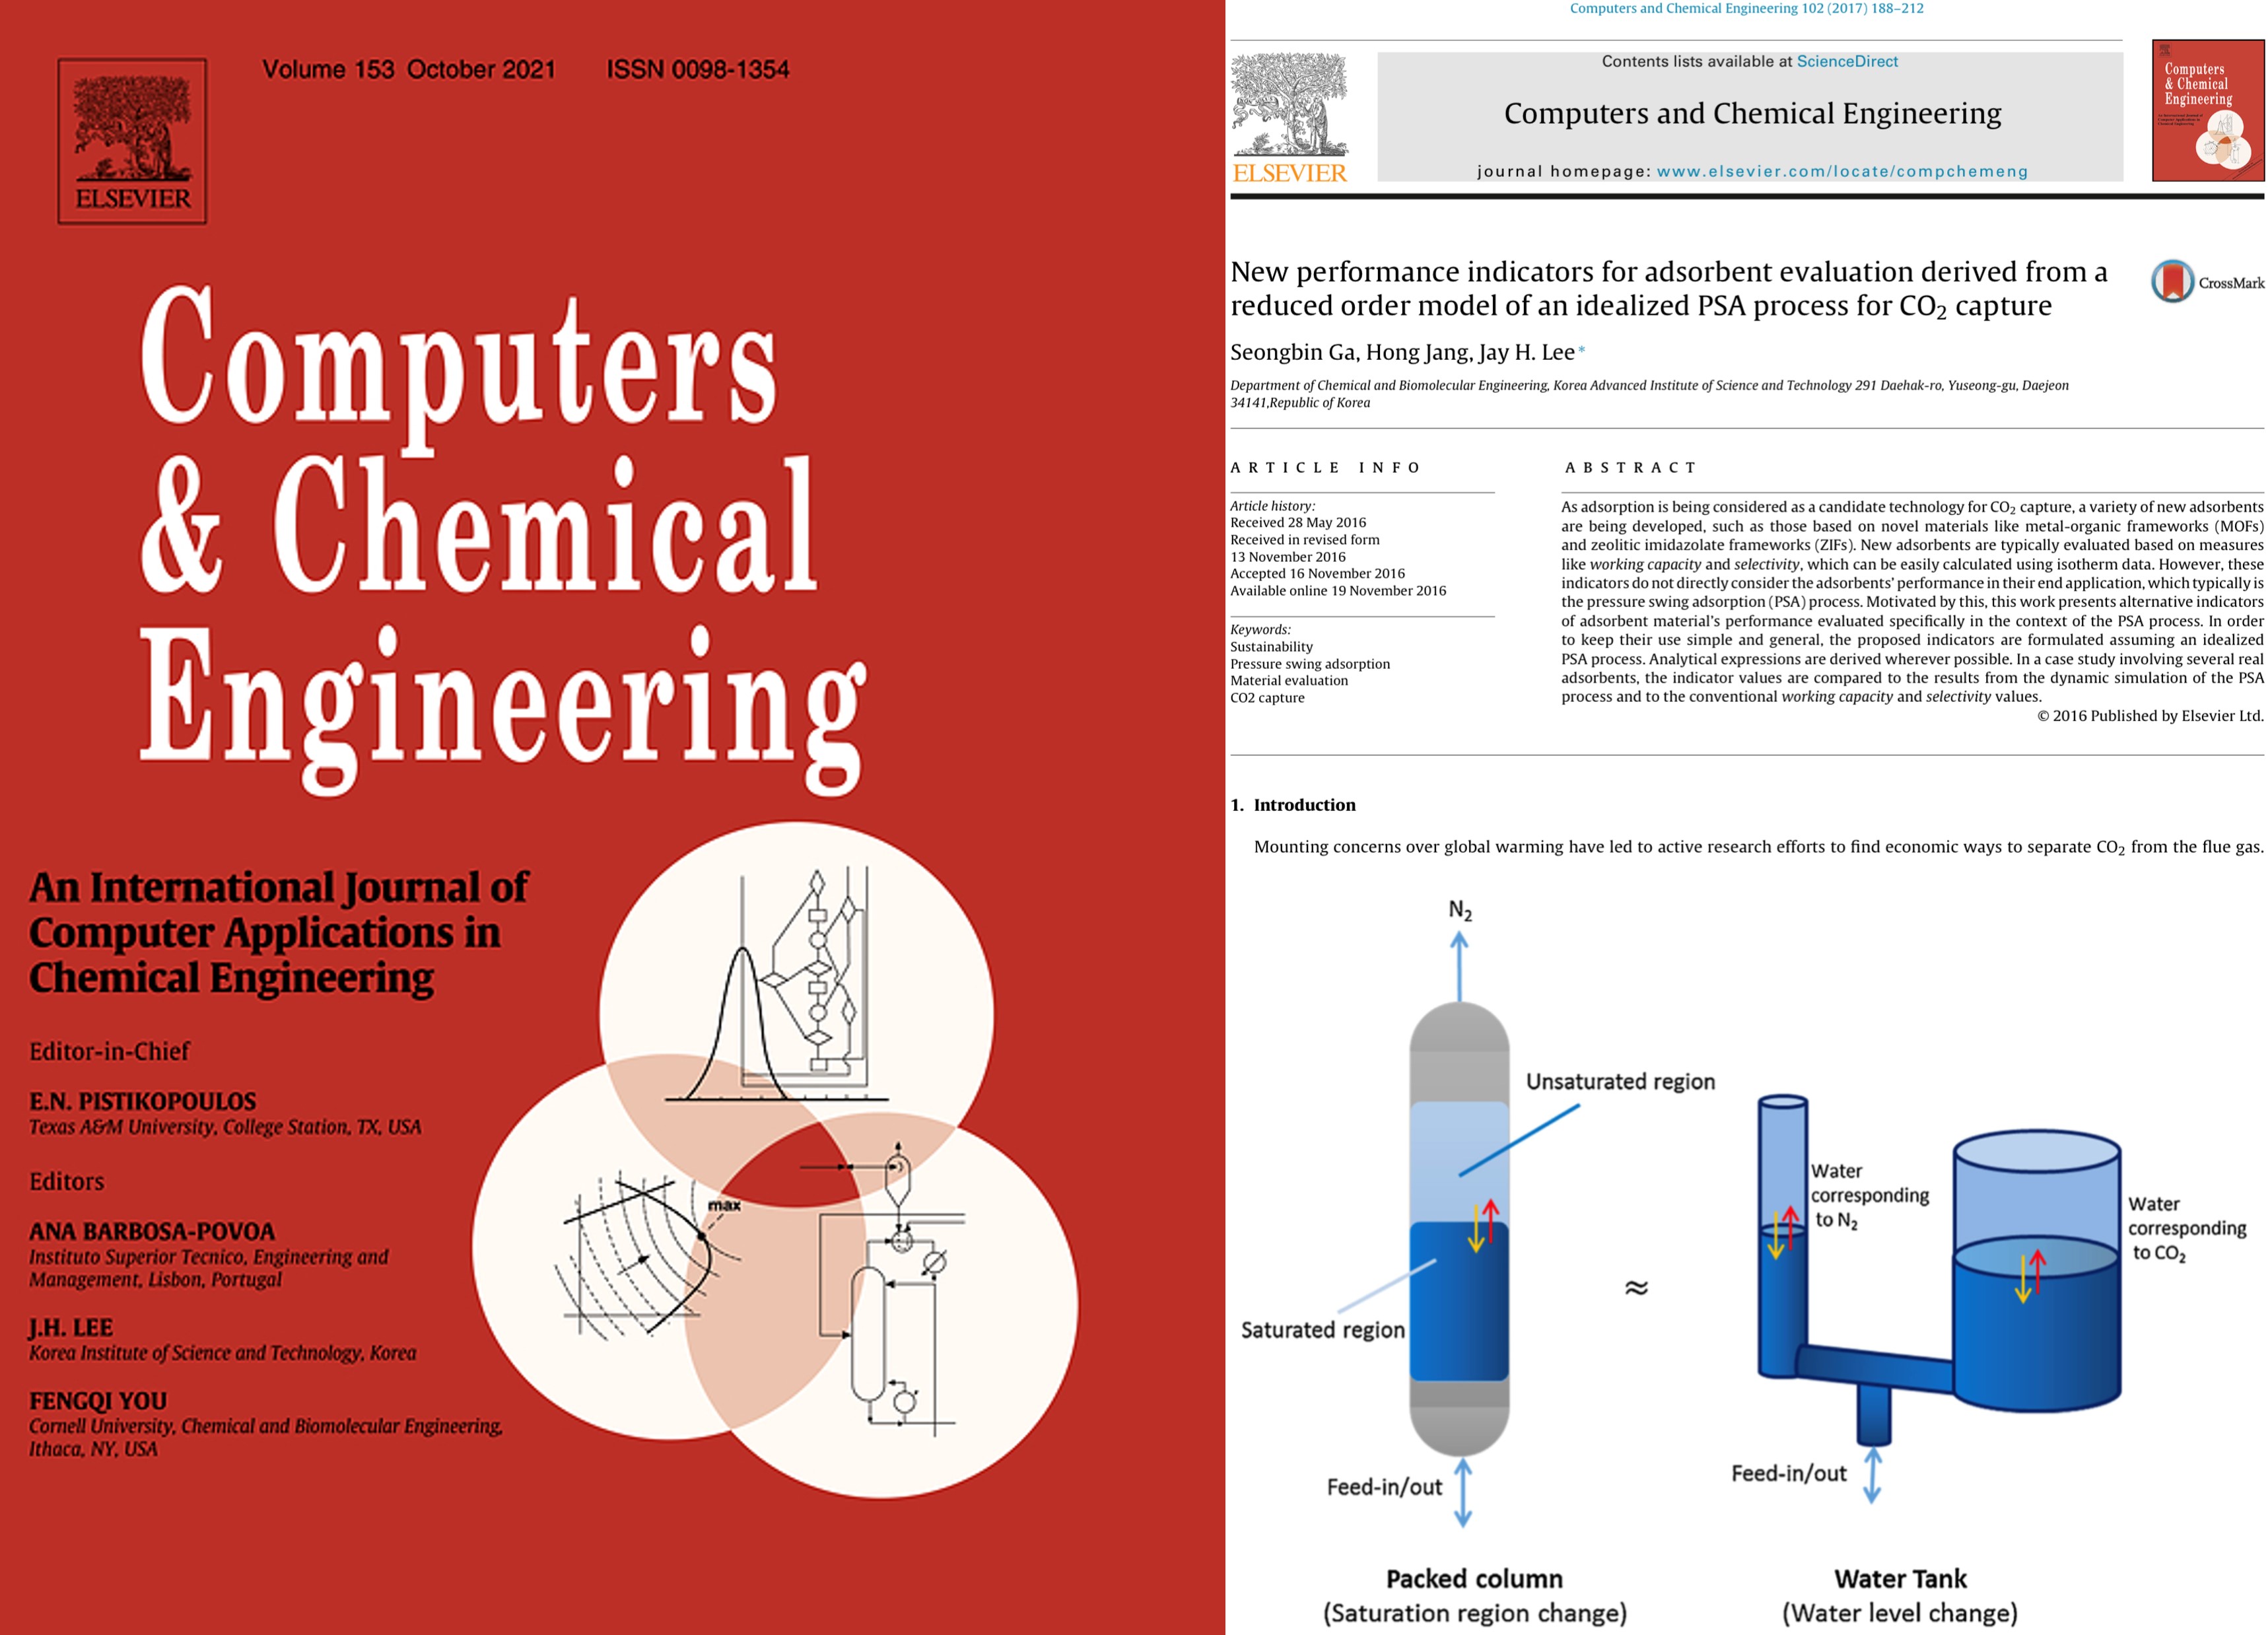 Volume 153 October 2021 ISSN 0098-1354
ELSEVIER
Computers
& Chemical
Engineering
An International Journal of
Computer Applications in
Chemical Engineering
Editor-in-Chief
E.N. PISTIKOPOULOS
Texas A&M University, College Station, TX, USA
Editors
ANA BARBOSA-POVOA
Instituto Superior Tecnico, Engineering and
Management, Lisbon, Portugal
J.H. LEE
Korea Institute of Science and Technology, Korea
FENGQI YOU
Cornell University, Chemical and Biomolecular Engineering,
Ithaca, NY, USA
max
Computers and Chemical Engineering 102 (2017) 188–212
ELSEVIER
Contents lists available at ScienceDirect
Computers and Chemical Engineering
journal homepage: www.elsevier.com/locate/compchemeng
Computers
& Chemical
Engineering
New performance indicators for adsorbent evaluation derived from a
reduced order model of an idealized PSA process for CO₂ capture
CrossMark
Seongbin Ga, Hong Jang, Jay H. Lee*
Department of Chemical and Biomolecular Engineering, Korea Advanced Institute of Science and Technology 291 Daehak-ro, Yuseong-gu, Daejeon
34141,Republic of Korea
ARTICLE INFO
Article history:
Received 28 May 2016
Received in revised form
13 November 2016
Accepted 16 November 2016
Available online 19 November 2016
Keywords:
Sustainability
Pressure swing adsorption
Material evaluation
CO2 capture
ABSTRACT
As adsorption is being considered as a candidate technology for CO₂ capture, a variety of new adsorbents
are being developed, such as those based on novel materials like metal-organic frameworks (MOFs)
and zeolitic imidazolate frameworks (ZIFs). New adsorbents are typically evaluated based on measures
like working capacity and selectivity, which can be easily calculated using isotherm data. However, these
indicators do not directly consider the adsorbents' performance in their end application, which typically is
the pressure swing adsorption (PSA) process. Motivated by this, this work presents alternative indicators
of adsorbent material's performance evaluated specifically in the context of the PSA process. In order
to keep their use simple and general, the proposed indicators are formulated assuming an idealized
PSA process. Analytical expressions are derived wherever possible. In a case study involving several real
adsorbents, the indicator values are compared to the results from the dynamic simulation of the PSA
process and to the conventional working capacity and selectivity values.
© 2016 Published by Elsevier Ltd.
1. Introduction
Mounting concerns over global warming have led to active research efforts to find economic ways to separate CO₂ from the flue gas.
N₂
Unsaturated region
Saturated region
Feed-in/out
Packed column
(Saturation region change)
≈
Water
corresponding
to N₂
Water
corresponding
to CO₂
Feed-in/out
Water Tank
(Water level change)